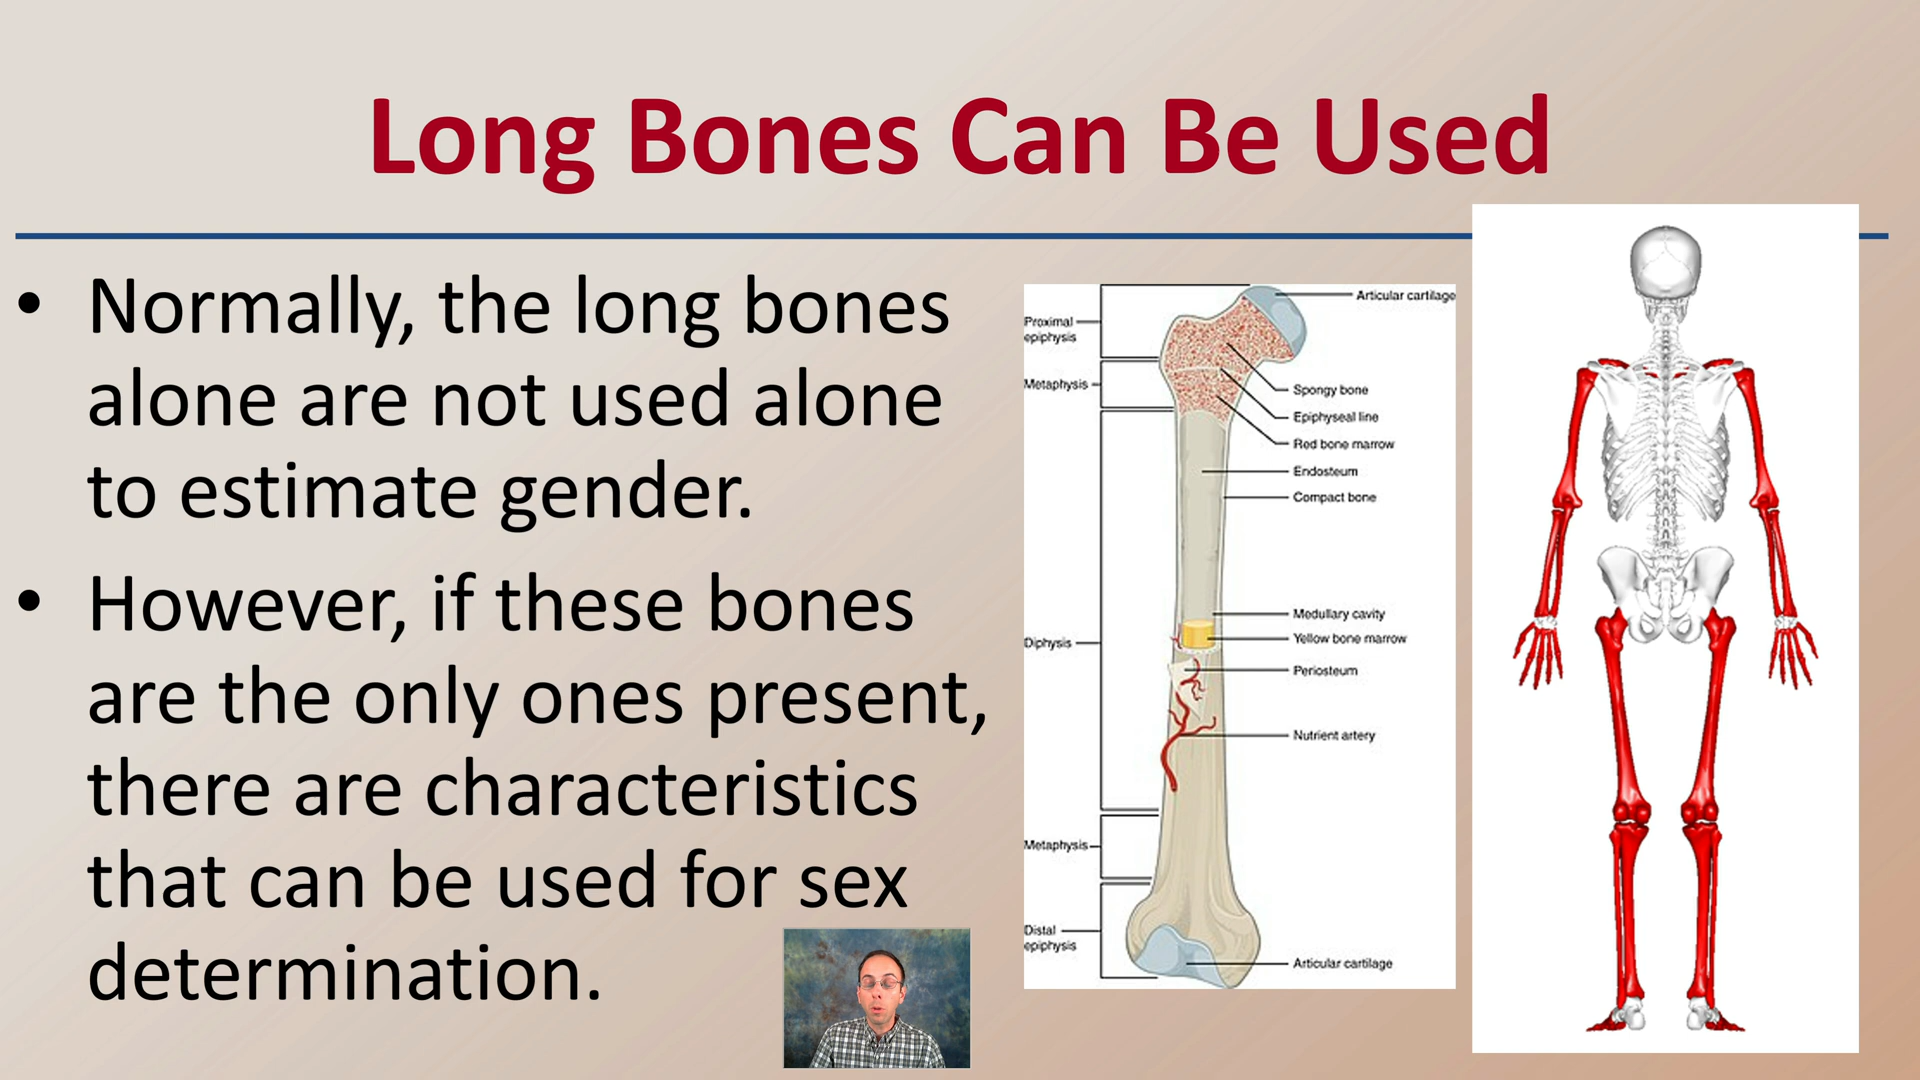 Long Bones Can Be Used
• Normally, the long bones
alone are not used alone
to estimate gender.
• However, if these bones
are the only ones present,
there are characteristics
that can be used for sex
determination.
Articular cartilage
Proximal
epiphysis
Metaphysis
Spongy bone
Epiphyseal line
Red bone marrow
Endosteum
Compact bone
Medullary cavity
Yellow bone marrow
Diphysis
Periosteum
Nutrient artery
Metaphysis
Distal
epiphysis
Articular cartilage